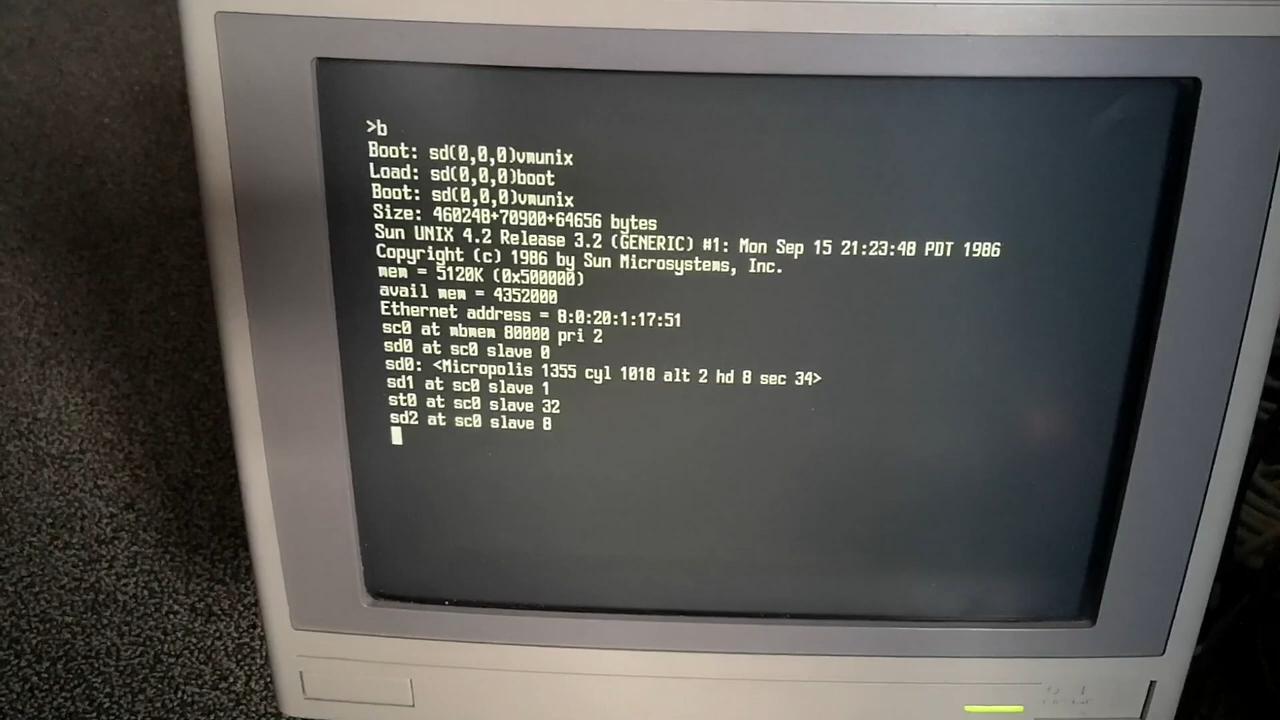 >b
Boot: sd(0,0,0)vmunix
Load: sd(0,0,0)boot
Boot: sd(0,0,0)vmunix
Size: 460248+70900+64656 bytes
Sun UNIX 4.2 Release 3.2 (GENERIC) #1: Mon Sep 15 21:23:48 PDT 1986
Copyright (c) 1986 by Sun Microsystems, Inc.
mem = 5120K (0x500000)
avail mem = 4352000
Ethernet address = 8:0:20:1:17:51
sc0 at mbmem 80000 pri 2
sd0 at sc0 slave 0
sd0: <Micropolis 1355 cyl 1018 alt 2 hd 8 sec 34>
sd1 at sc0 slave 1
st0 at sc0 slave 32
sd2 at sc0 slave 8